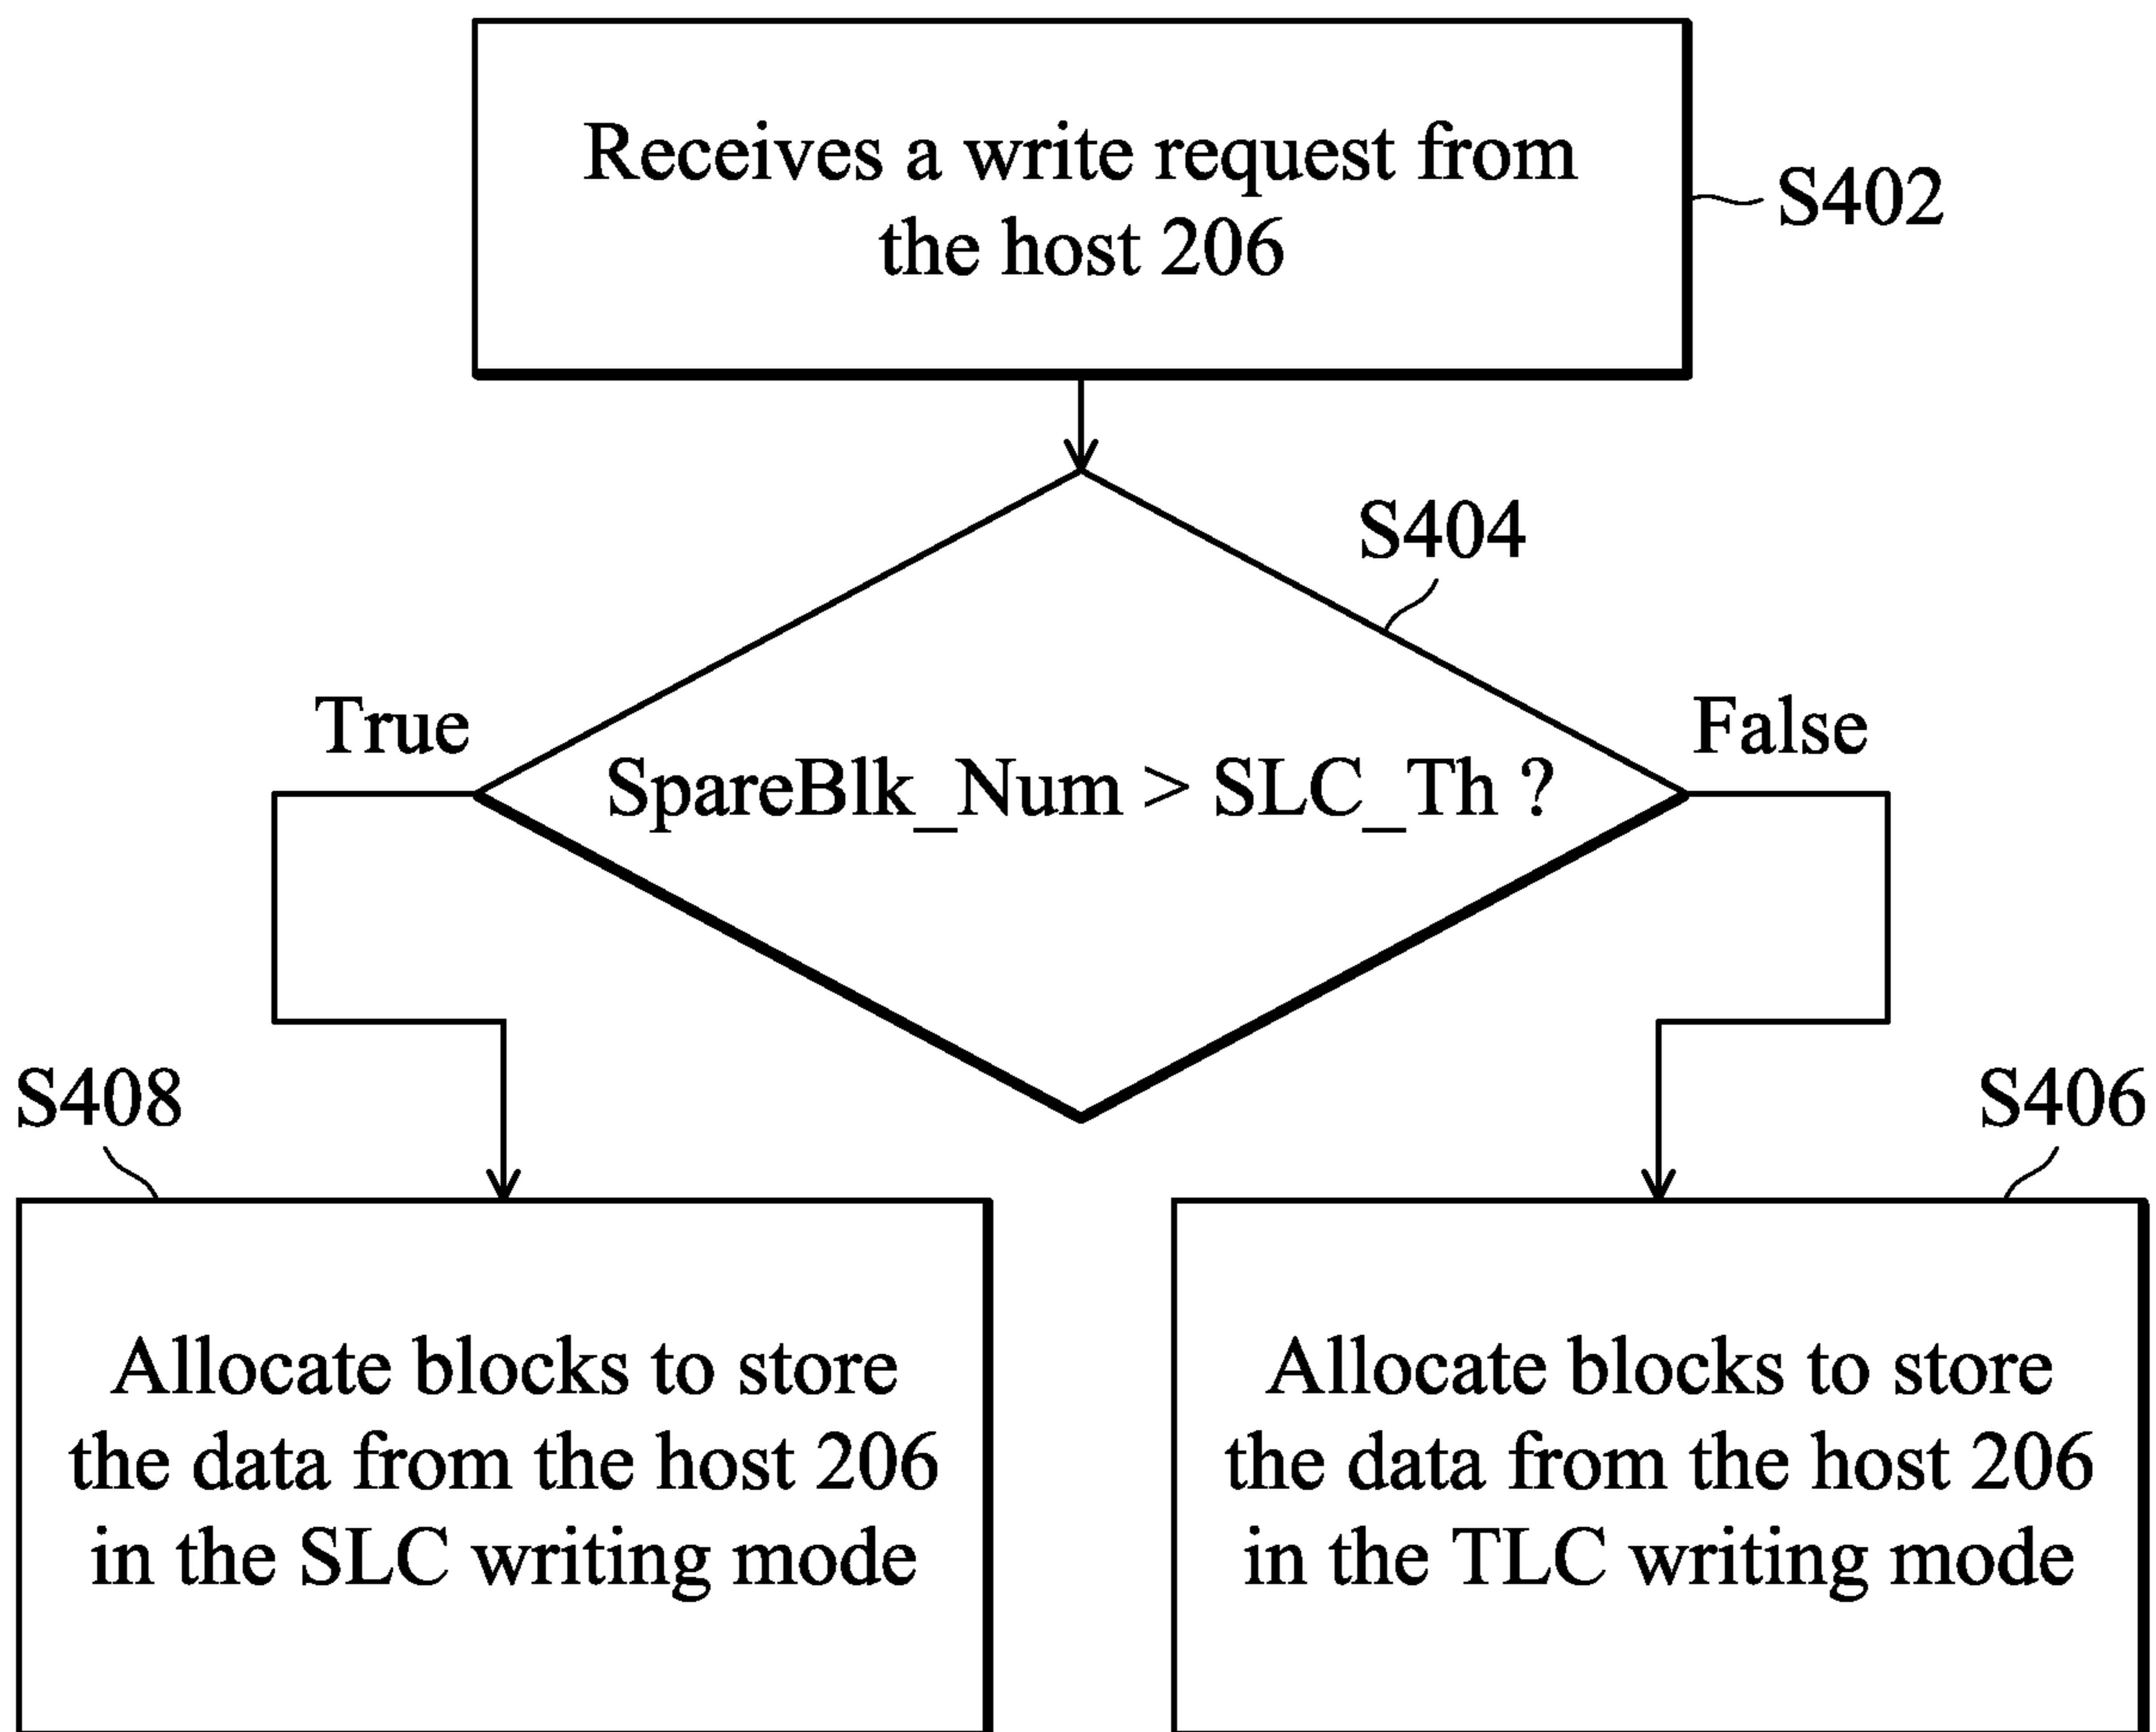 Receives a write request from
the host 206
S402
S404
True
False
SpareBlk_Num > SLC_Th ?
S408
S406
Allocate blocks to store
the data from the host 206
in the SLC writing mode
Allocate blocks to store
the data from the host 206
in the TLC writing mode